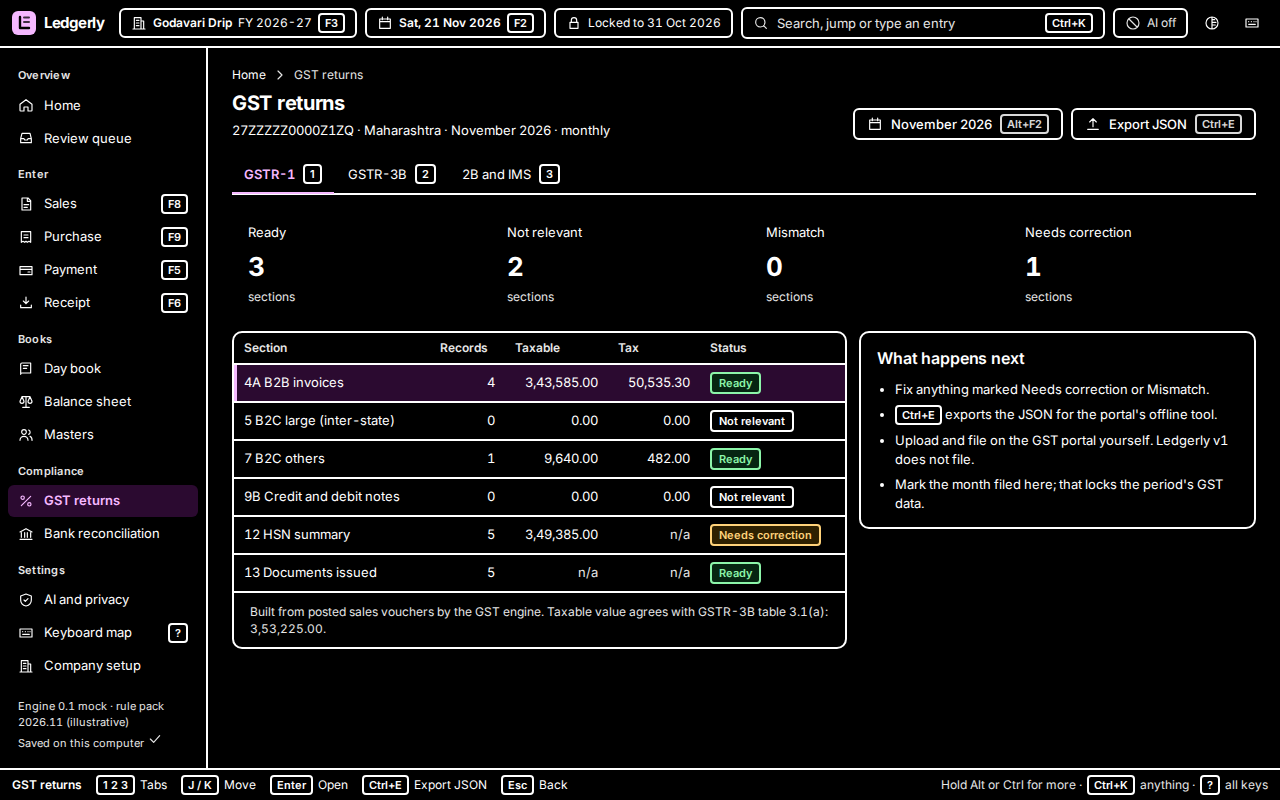 Ledgerly
Godavari Drip FY 2026-27 F3
Sat, 21 Nov 2026 F2
Locked to 31 Oct 2026
Search, jump or type an entry Ctrl+K
AI off
Overview
Home
Review queue
Enter
Sales F8
Purchase F9
Payment F5
Receipt F6
Books
Day book
Balance sheet
Masters
Compliance
GST returns
Bank reconciliation
Settings
AI and privacy
Keyboard map ?
Company setup
Engine 0.1 mock · rule pack
2026.11 (illustrative)
Saved on this computer
Home > GST returns
GST returns
27ZZZZZ0000Z1ZQ · Maharashtra · November 2026 · monthly
November 2026 Alt+F2
Export JSON Ctrl+E
GSTR-1 1 GSTR-3B 2 2B and IMS 3
Ready Not relevant Mismatch Needs correction
3 2 0 1
sections sections sections sections
Section Records Taxable Tax Status
4A B2B invoices 4 3,43,585.00 50,535.30 Ready
5 B2C large (inter-state) 0 0.00 0.00 Not relevant
7 B2C others 1 9,640.00 482.00 Ready
9B Credit and debit notes 0 0.00 0.00 Not relevant
12 HSN summary 5 3,49,385.00 n/a Needs correction
13 Documents issued 5 n/a n/a Ready
Built from posted sales vouchers by the GST engine. Taxable value agrees with GSTR-3B table 3.1(a):
3,53,225.00.
What happens next
• Fix anything marked Needs correction or Mismatch.
• Ctrl+E exports the JSON for the portal's offline tool.
• Upload and file on the GST portal yourself. Ledgerly v1
does not file.
• Mark the month filed here; that locks the period's GST
data.
GST returns 1 2 3 Tabs J / K Move Enter Open Ctrl+E Export JSON Esc Back
Hold Alt or Ctrl for more · Ctrl+K anything · ? all keys